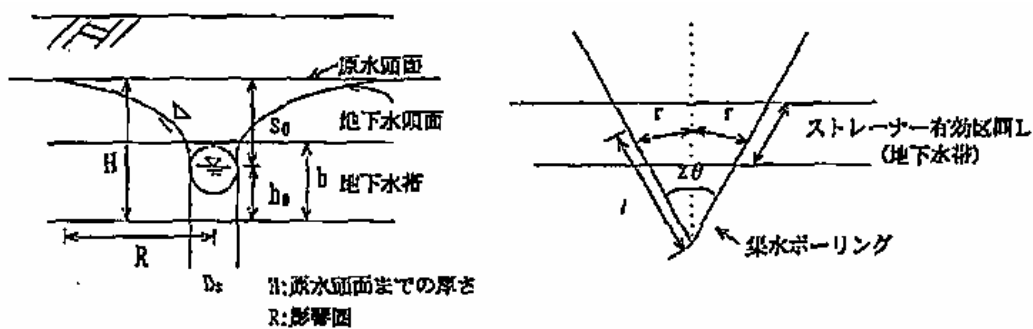 原水頭面
地下水頭面
S₀
H
h₀
b
地下水帯
R
D₂
H:原水頭面までの厚さ
R:影響圏
r
r
ストレーナー有効区間L
(地下水帯)
2θ
l
集水ボーリング